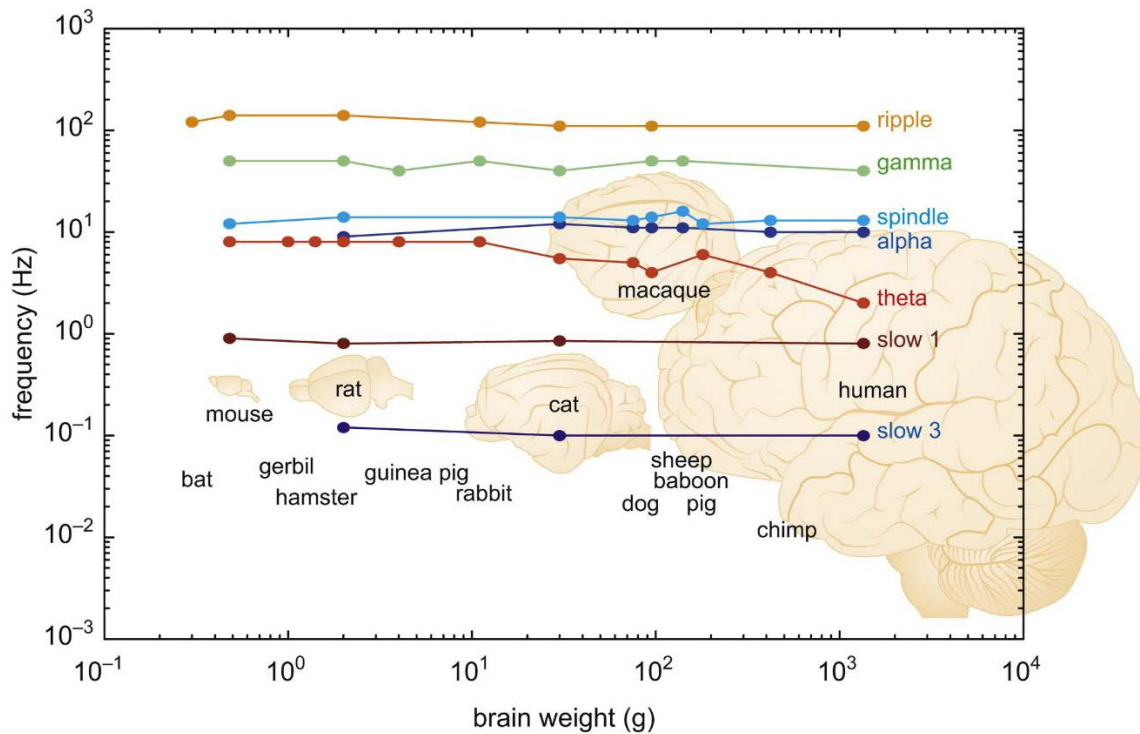 10³
10²
10¹
10⁰
10⁻¹
10⁻²
10⁻³
frequency (Hz)
ripple
gamma
spindle
alpha
theta
slow 1
slow 3
macaque
human
mouse
rat
cat
bat
gerbil
hamster
guinea pig
rabbit
sheep
baboon
dog
pig
chimp
10⁻¹
10⁰
10¹
10²
10³
10⁴
brain weight (g)